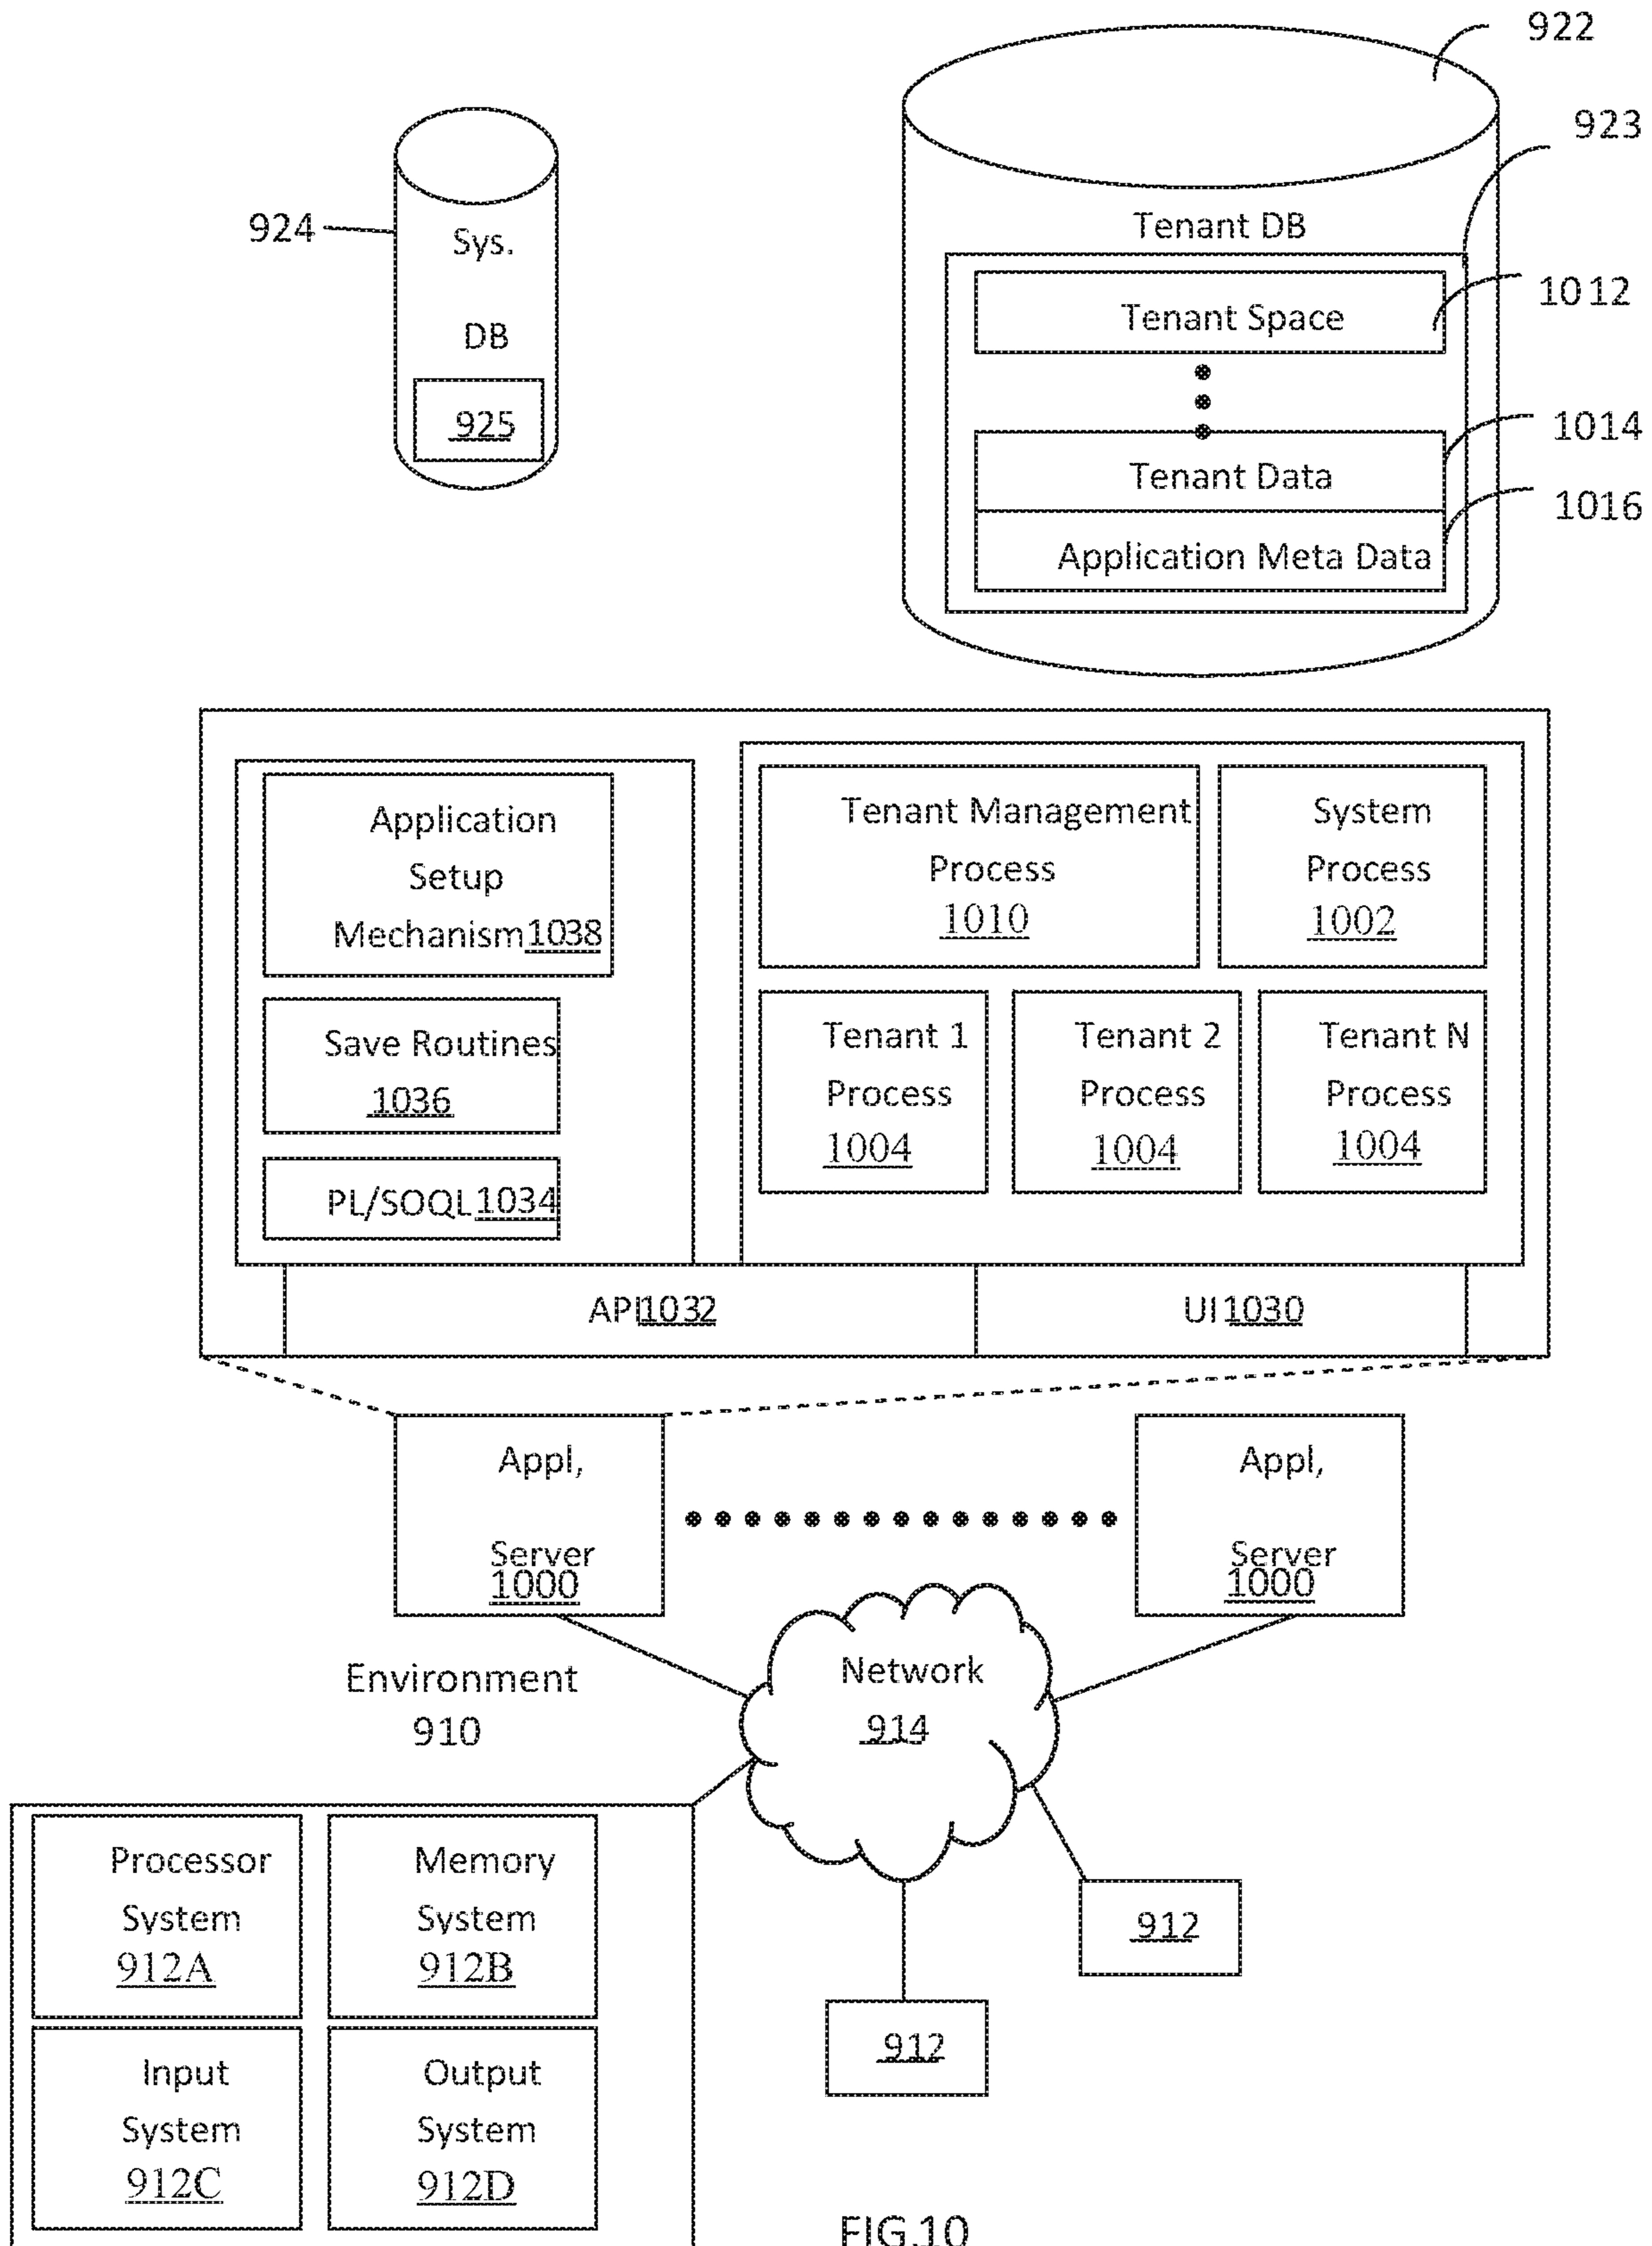 922
923
924
Sys.
DB
925
Tenant DB
Tenant Space
1012
1014
Tenant Data
1016
Application Meta Data
Application
Setup
Mechanism 1038
Save Routines
1036
PL/SOQL 1034
Tenant Management
Process
1010
System
Process
1002
Tenant 1
Process
1004
Tenant 2
Process
1004
Tenant N
Process
1004
API 1032
UI 1030
Appl,
Server
1000
Appl,
Server
1000
Environment
910
Network
914
Processor
System
912A
Memory
System
912B
Input
System
912C
Output
System
912D
912
912
FIG.10